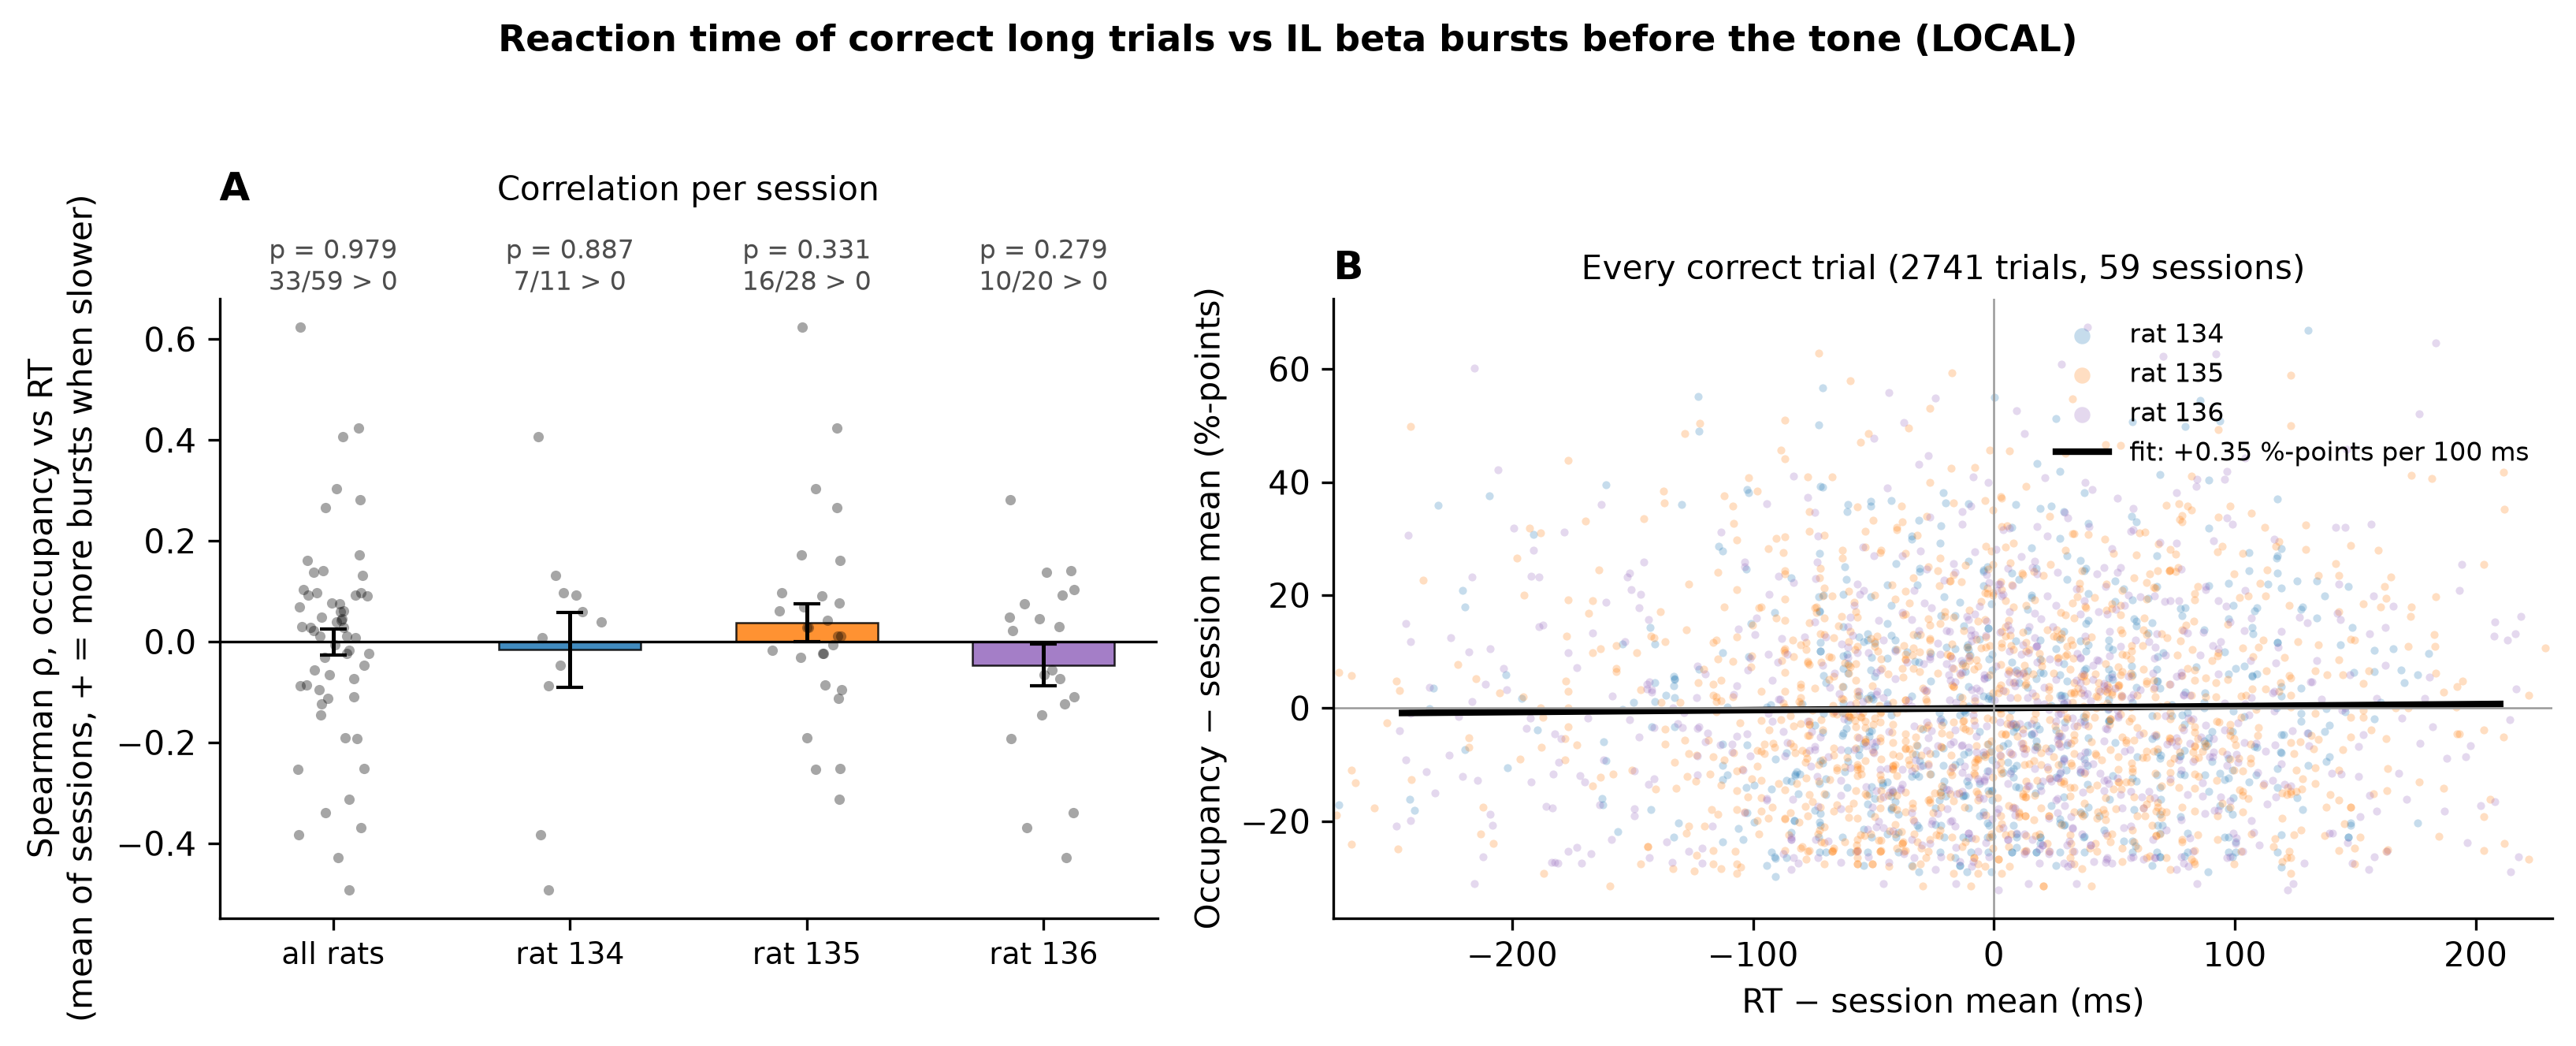 Reaction time of correct long trials vs IL beta bursts before the tone (LOCAL)
A
Correlation per session
p = 0.979
33/59 > 0
p = 0.887
7/11 > 0
p = 0.331
16/28 > 0
p = 0.279
10/20 > 0
Spearman ρ, occupancy vs RT
(mean of sessions, + = more bursts when slower)
0.6
0.4
0.2
0.0
−0.2
−0.4
all rats
rat 134
rat 135
rat 136
B
Every correct trial (2741 trials, 59 sessions)
Occupancy − session mean (%-points)
60
40
20
0
−20
rat 134
rat 135
rat 136
fit: +0.35 %-points per 100 ms
−200
−100
0
100
200
RT − session mean (ms)